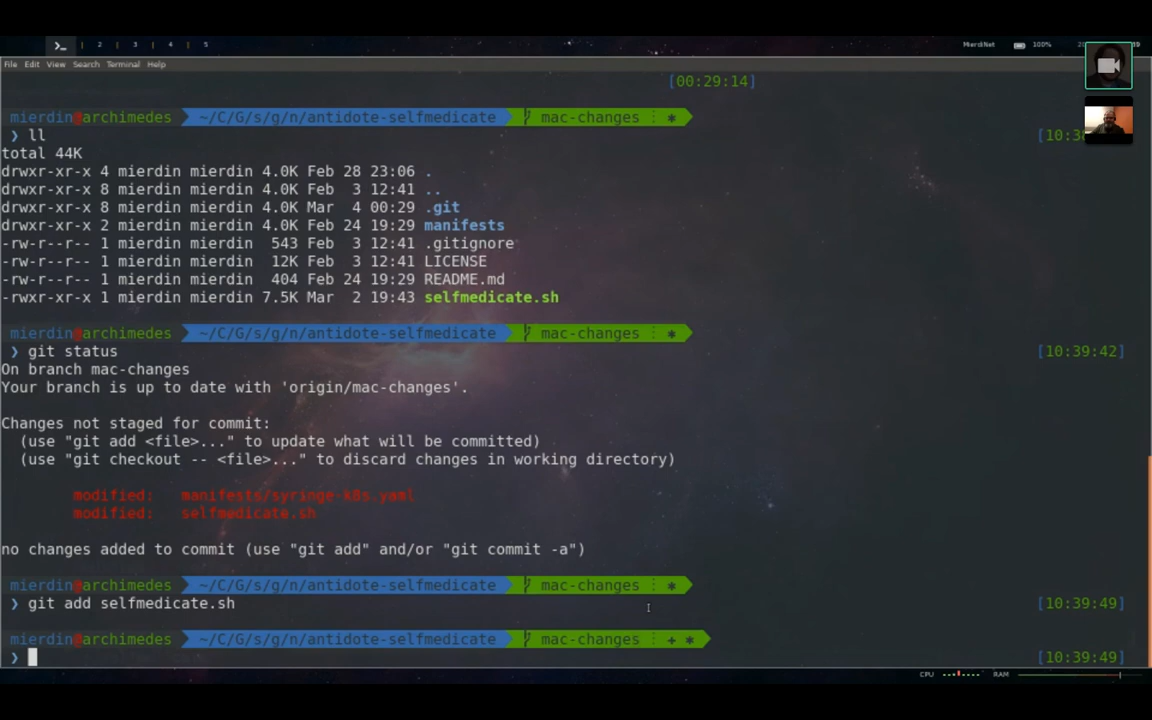 2 3 4 5 MierdiNet 100%
File Edit View Search Terminal Help
[00:29:14]
mierdin@archimedes ~/C/G/s/g/n/antidote-selfmedicate mac-changes *
❯ ll
total 44K
drwxr-xr-x 4 mierdin mierdin 4.0K Feb 28 23:06 .
drwxr-xr-x 8 mierdin mierdin 4.0K Feb 3 12:41 ..
drwxr-xr-x 8 mierdin mierdin 4.0K Mar 4 00:29 .git
drwxr-xr-x 2 mierdin mierdin 4.0K Feb 24 19:29 manifests
-rw-r--r-- 1 mierdin mierdin 543 Feb 3 12:41 .gitignore
-rw-r--r-- 1 mierdin mierdin 12K Feb 3 12:41 LICENSE
-rw-r--r-- 1 mierdin mierdin 404 Feb 24 19:29 README.md
-rwxr-xr-x 1 mierdin mierdin 7.5K Mar 2 19:43 selfmedicate.sh
mierdin@archimedes ~/C/G/s/g/n/antidote-selfmedicate mac-changes *
❯ git status [10:39:42]
On branch mac-changes
Your branch is up to date with 'origin/mac-changes'.
Changes not staged for commit:
(use "git add <file>..." to update what will be committed)
(use "git checkout -- <file>..." to discard changes in working directory)
modified: manifests/syringe-k8s.yaml
modified: selfmedicate.sh
no changes added to commit (use "git add" and/or "git commit -a")
mierdin@archimedes ~/C/G/s/g/n/antidote-selfmedicate mac-changes *
❯ git add selfmedicate.sh [10:39:49]
mierdin@archimedes ~/C/G/s/g/n/antidote-selfmedicate mac-changes + *
❯ [10:39:49]
CPU RAM